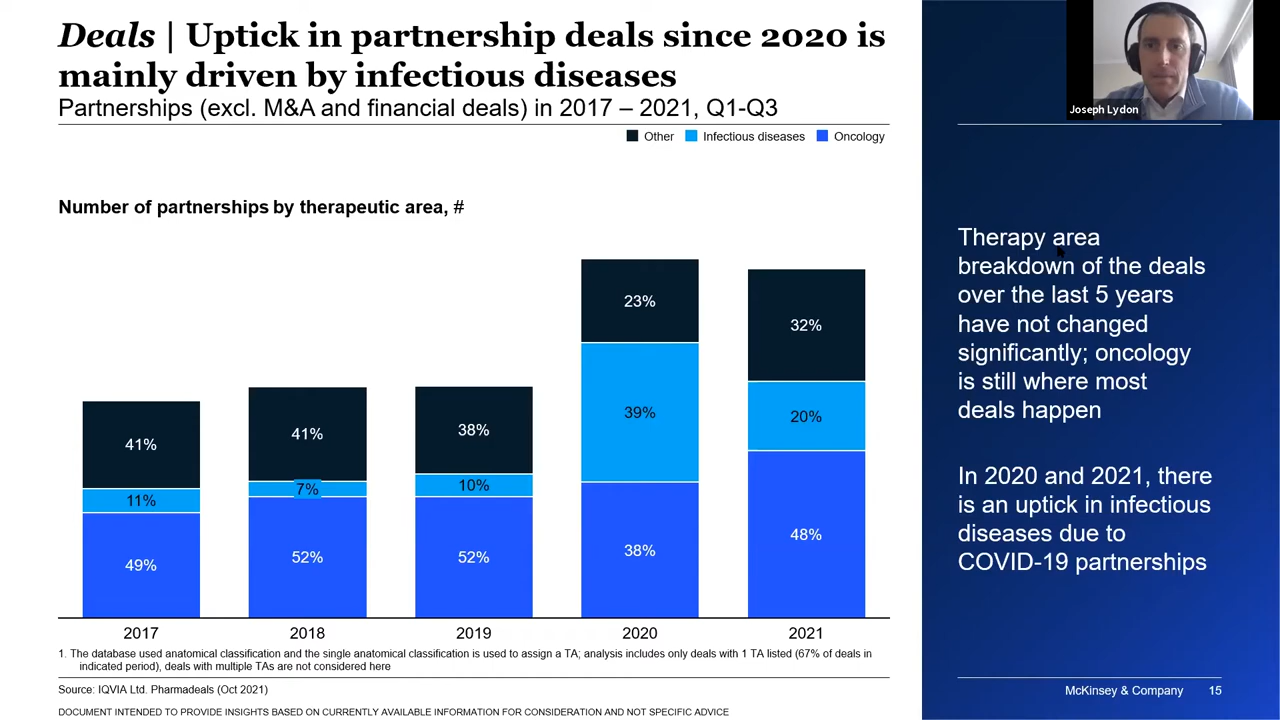 Deals | Uptick in partnership deals since 2020 is
mainly driven by infectious diseases
Partnerships (excl. M&A and financial deals) in 2017 – 2021, Q1-Q3
Joseph Lydon
Other Infectious diseases Oncology
Number of partnerships by therapeutic area, #
41%
11%
49%
41%
7%
52%
38%
10%
52%
23%
39%
38%
32%
20%
48%
2017 2018 2019 2020 2021
1. The database used anatomical classification and the single anatomical classification is used to assign a TA; analysis includes only deals with 1 TA listed (67% of deals in
indicated period), deals with multiple TAs are not considered here
Source: IQVIA Ltd. Pharmadeals (Oct 2021)
DOCUMENT INTENDED TO PROVIDE INSIGHTS BASED ON CURRENTLY AVAILABLE INFORMATION FOR CONSIDERATION AND NOT SPECIFIC ADVICE
Therapy area
breakdown of the deals
over the last 5 years
have not changed
significantly; oncology
is still where most
deals happen
In 2020 and 2021, there
is an uptick in infectious
diseases due to
COVID-19 partnerships
McKinsey & Company 15